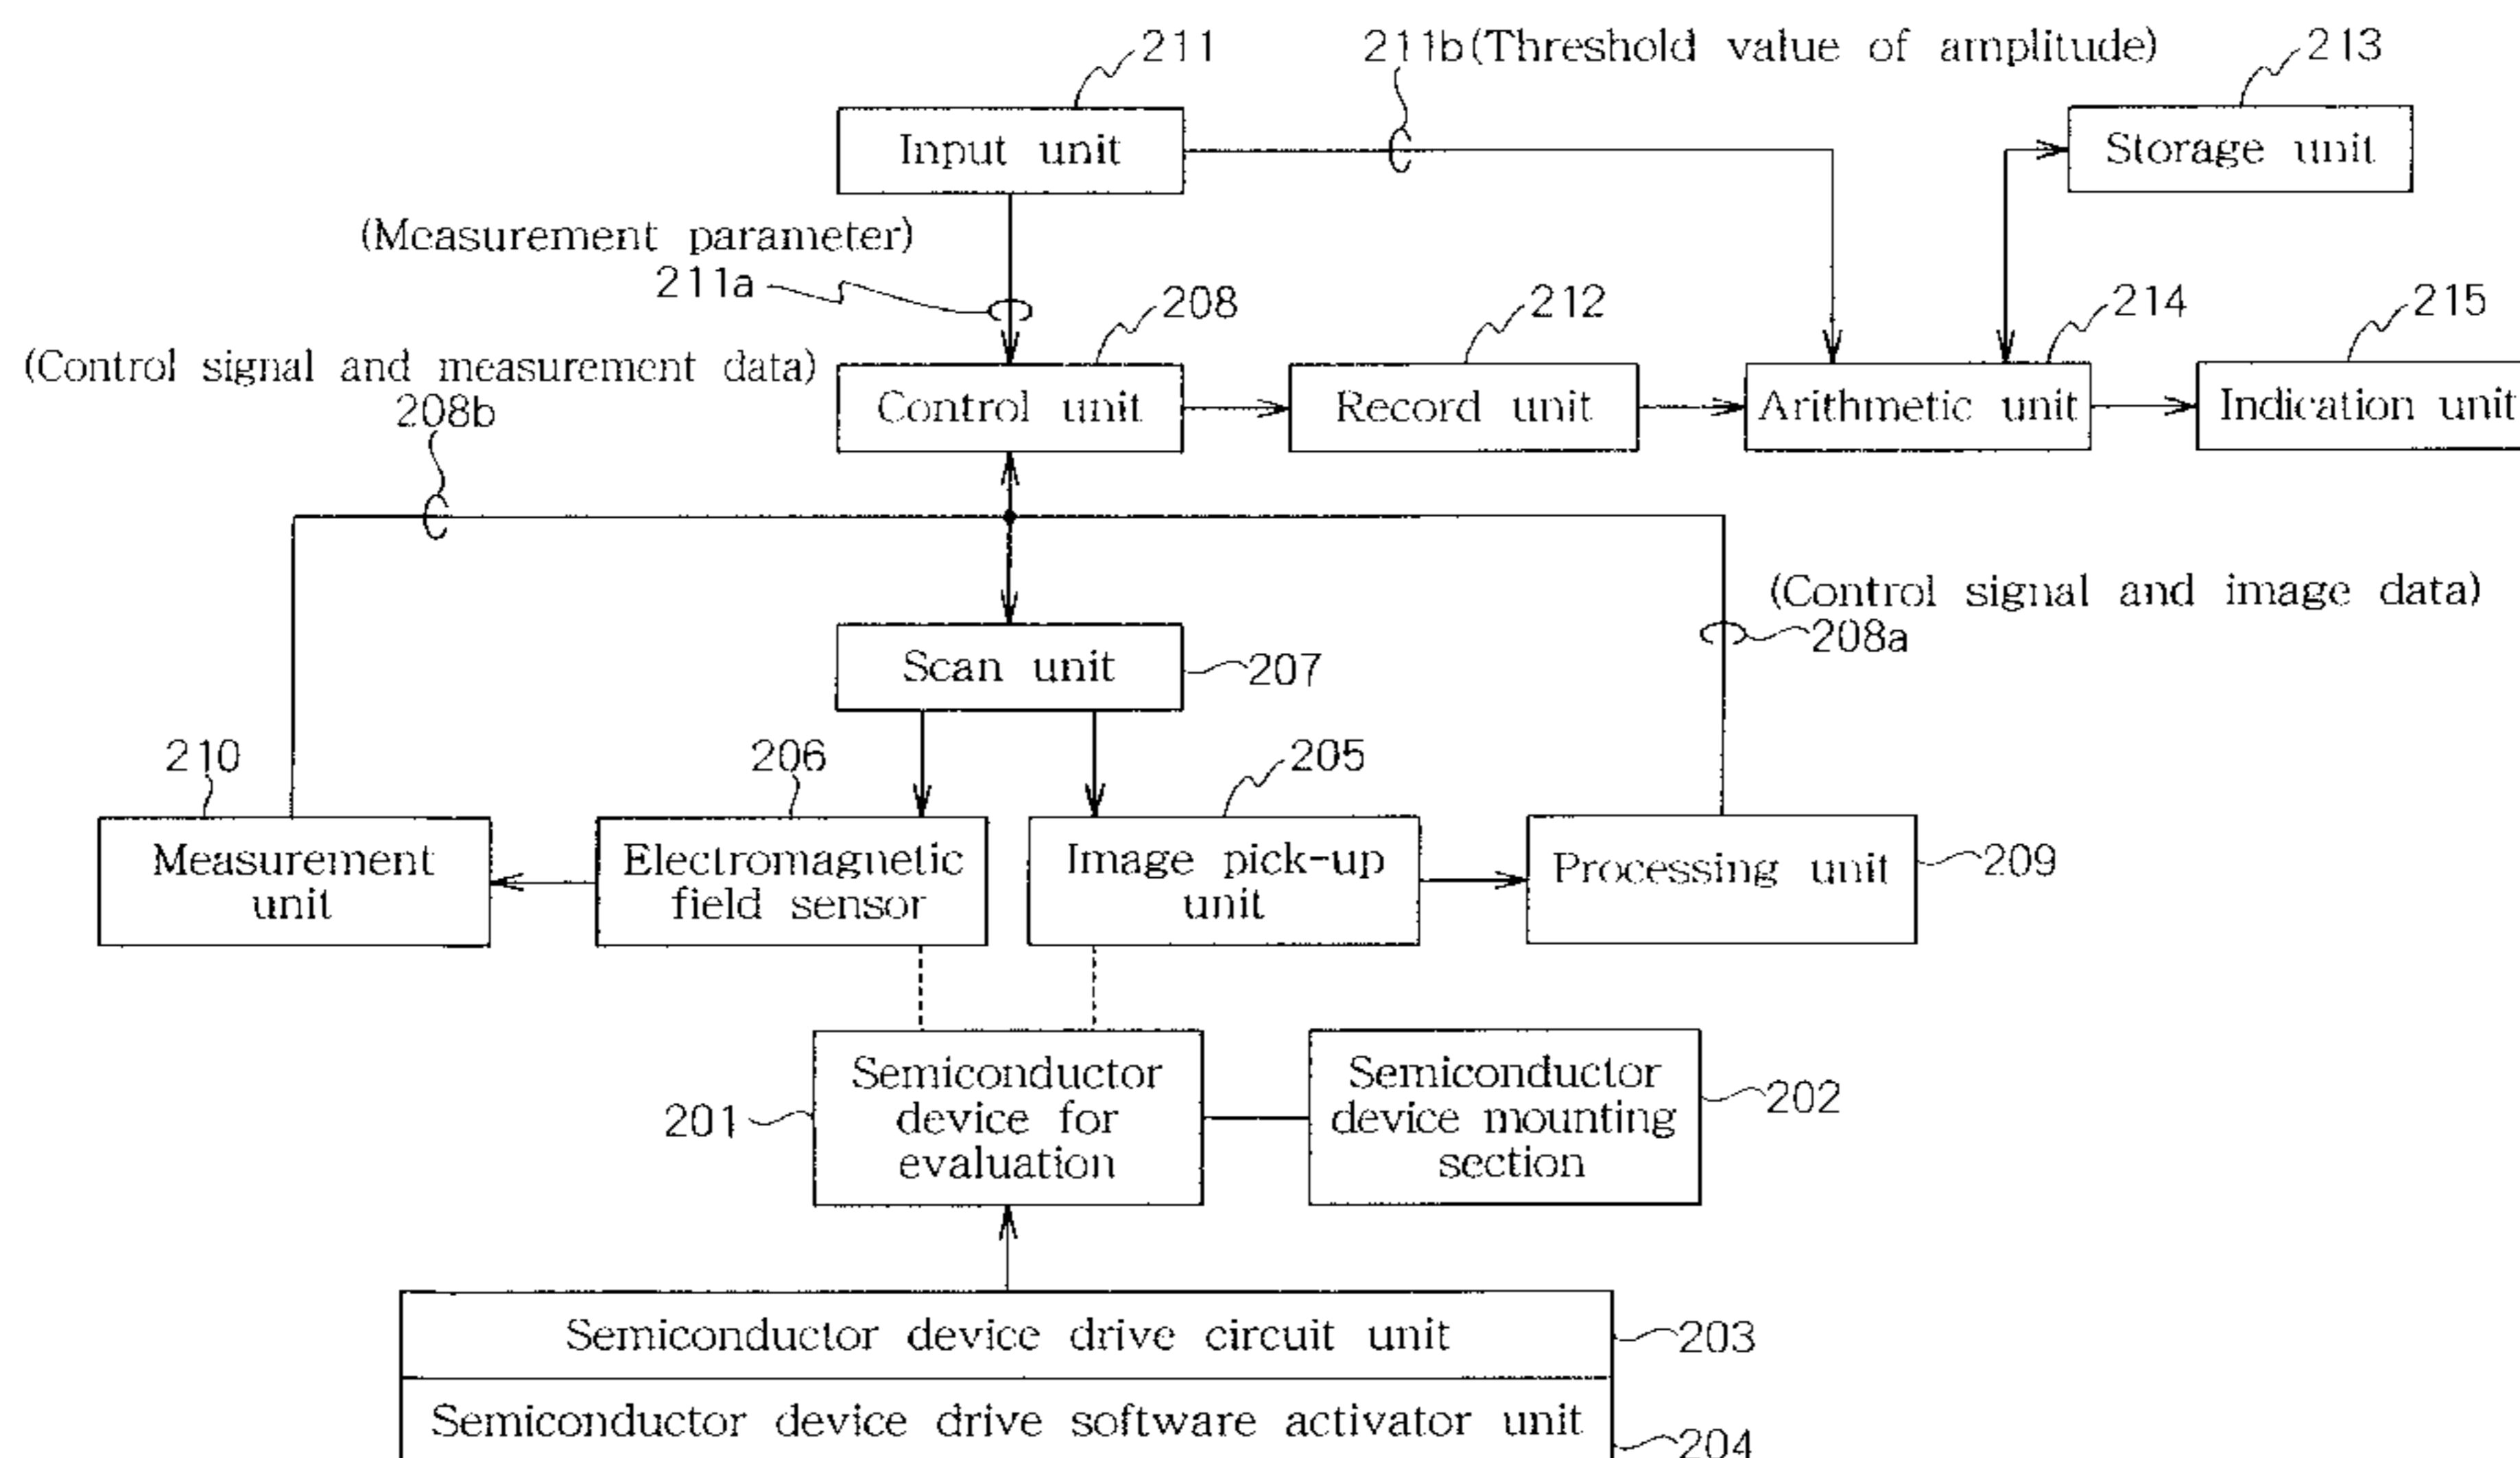 211
211b (Threshold value of amplitude)
213
Input unit
Storage unit
(Measurement parameter)
211a
208
212
214
215
(Control signal and measurement data)
208b
Control unit
Record unit
Arithmetic unit
Indication unit
(Control signal and image data)
208a
Scan unit
207
210
206
205
Measurement
unit
Electromagnetic
field sensor
Image pick-up
unit
Processing unit
209
201
Semiconductor
device for
evaluation
Semiconductor
device mounting
section
202
Semiconductor device drive circuit unit
203
Semiconductor device drive software activator unit
204